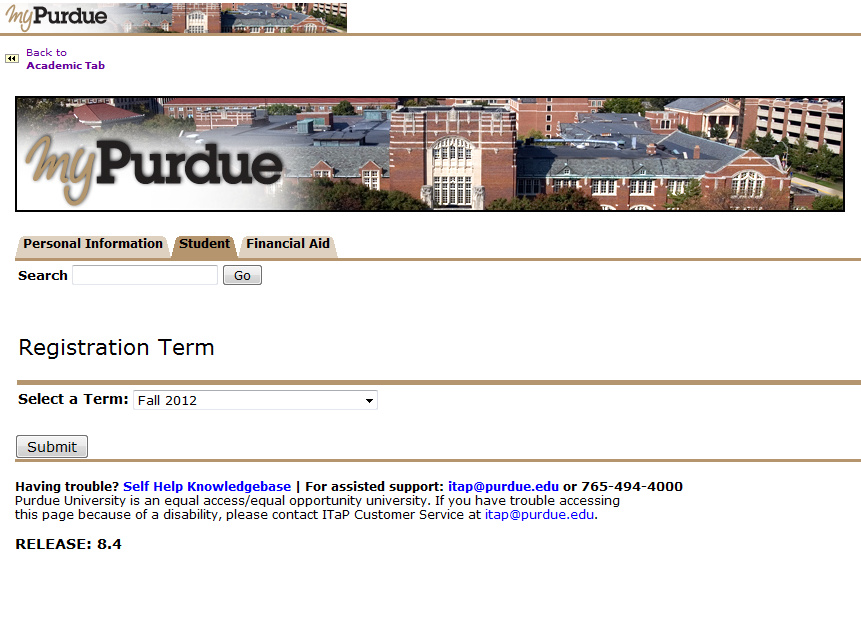 myPurdue
Back to
Academic Tab
myPurdue
Personal Information Student Financial Aid
Search Go
Registration Term
Select a Term: Fall 2012
Submit
Having trouble? Self Help Knowledgebase | For assisted support: itap@purdue.edu or 765-494-4000
Purdue University is an equal access/equal opportunity university. If you have trouble accessing
this page because of a disability, please contact ITaP Customer Service at itap@purdue.edu.
RELEASE: 8.4